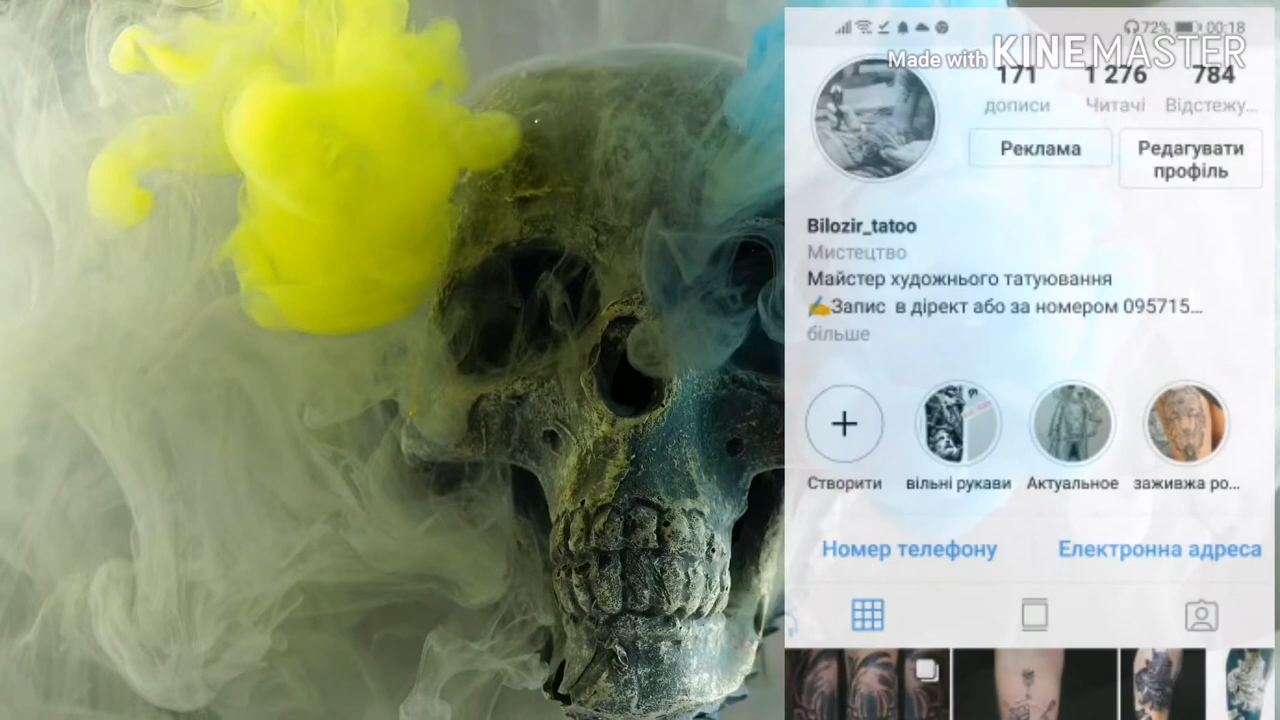 72% 00:18
Made with KINEMASTER
171 1 276 784
дописи Читачі Відстежу...
Реклама Редагувати
профіль
Bilozir_tatoo
Мистецтво
Майстер художнього татуювання
✍️Запис в дірект або за номером 095715...
більше
Створити вільні рукави Актуальное заживжа ро...
Номер телефону Електронна адреса